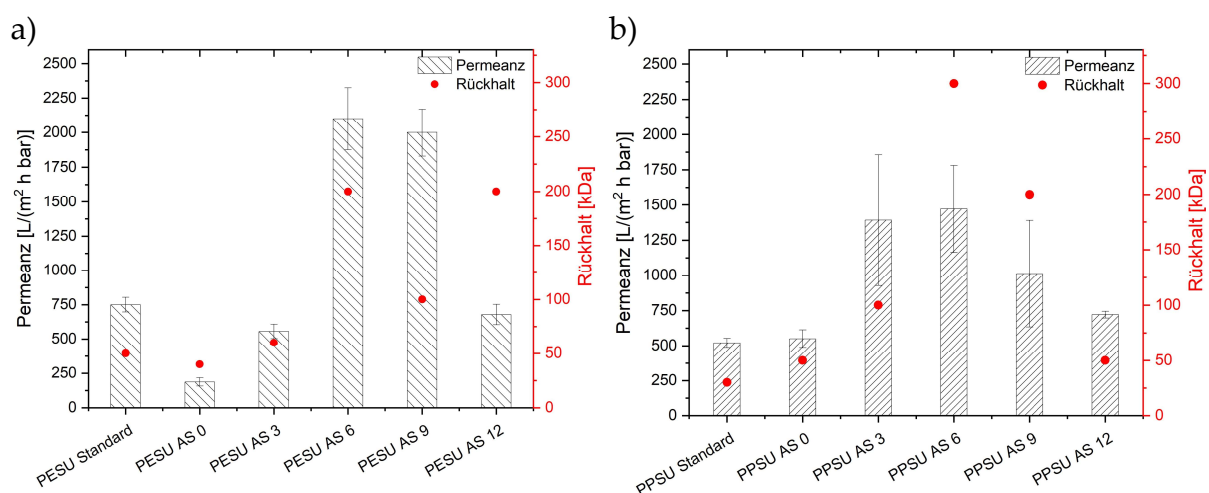 a)
Permeanz [L/(m² h bar)]
2500
2250
2000
1750
1500
1250
1000
750
500
250
0
Permeanz
Rückhalt
300
250
200
150
100
50
0
Rückhalt [kDa]
PESU Standard
PESU AS 0
PESU AS 3
PESU AS 6
PESU AS 9
PESU AS 12
b)
Permeanz [L/(m² h bar)]
2500
2250
2000
1750
1500
1250
1000
750
500
250
0
Permeanz
Rückhalt
300
250
200
150
100
50
0
Rückhalt [kDa]
PPSU Standard
PPSU AS 0
PPSU AS 3
PPSU AS 6
PPSU AS 9
PPSU AS 12